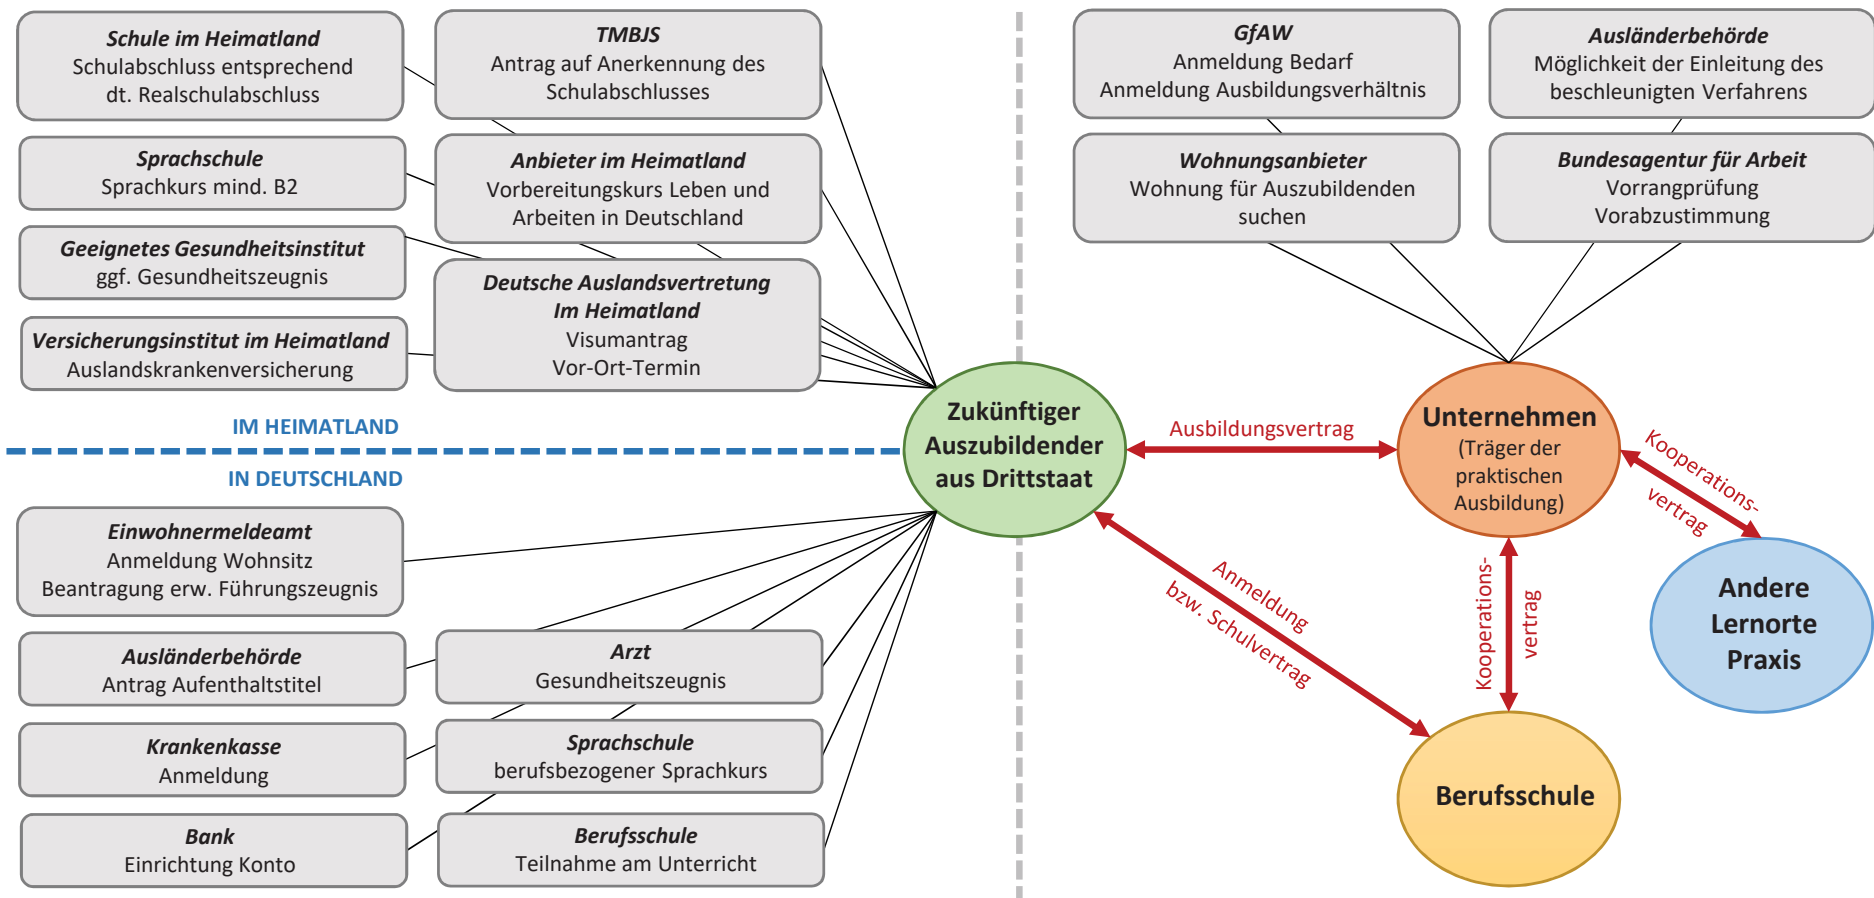 Schule im Heimatland
Schulabschluss entsprechend
dt. Realschulabschluss
TMBJS
Antrag auf Anerkennung des
Schulabschlusses
Sprachschule
Sprachkurs mind. B2
Anbieter im Heimatland
Vorbereitungskurs Leben und
Arbeiten in Deutschland
Geeignetes Gesundheitsinstitut
ggf. Gesundheitszeugnis
Deutsche Auslandsvertretung
Im Heimatland
Visumantrag
Vor-Ort-Termin
Versicherungsinstitut im Heimatland
Auslandskrankenversicherung
GfAW
Anmeldung Bedarf
Anmeldung Ausbildungsverhältnis
Ausländerbehörde
Möglichkeit der Einleitung des
beschleunigten Verfahrens
Wohnungsanbieter
Wohnung für Auszubildenden
suchen
Bundesagentur für Arbeit
Vorrangprüfung
Vorabzustimmung
IM HEIMATLAND
IN DEUTSCHLAND
Zukünftiger
Auszubildender
aus Drittstaat
Ausbildungsvertrag
Unternehmen
(Träger der
praktischen
Ausbildung)
Kooperations-
vertrag
Andere
Lernorte
Praxis
Kooperations-
vertrag
Anmeldung
bzw. Schulvertrag
Berufsschule
Einwohnermeldeamt
Anmeldung Wohnsitz
Beantragung erw. Führungszeugnis
Ausländerbehörde
Antrag Aufenthaltstitel
Arzt
Gesundheitszeugnis
Krankenkasse
Anmeldung
Sprachschule
berufsbezogener Sprachkurs
Bank
Einrichtung Konto
Berufsschule
Teilnahme am Unterricht